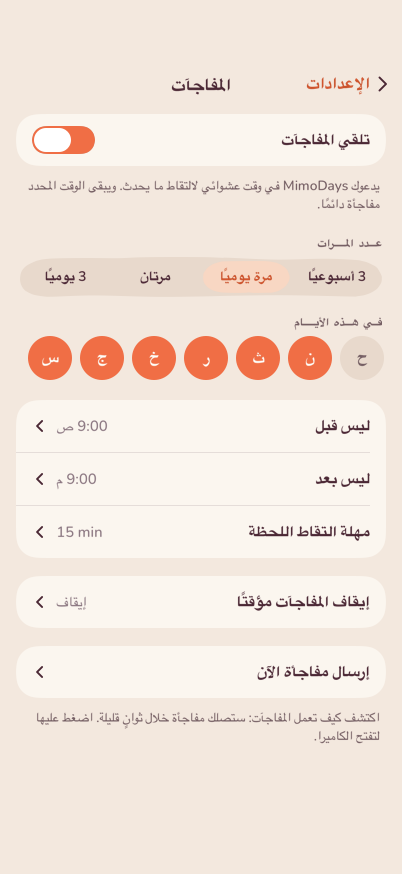 الإعدادات
المفاجآت
تلقي المفاجآت
يدعوك MimoDays في وقت عشوائي لالتقاط ما يحدث. ويبقى الوقت المحدد
مفاجأة دائمًا.
عدد المرات
3 أسبوعيًا
مرة يوميًا
مرتان
3 يوميًا
في هذه الأيام
ح
ن
ث
ر
خ
ج
س
ليس قبل
9:00 ص
ليس بعد
9:00 م
مهلة التقاط اللحظة
15 min
إيقاف المفاجآت مؤقتًا
إيقاف
إرسال مفاجأة الآن
اكتشف كيف تعمل المفاجآت: ستصلك مفاجأة خلال ثوانٍ قليلة. اضغط عليها
لتفتح الكاميرا.